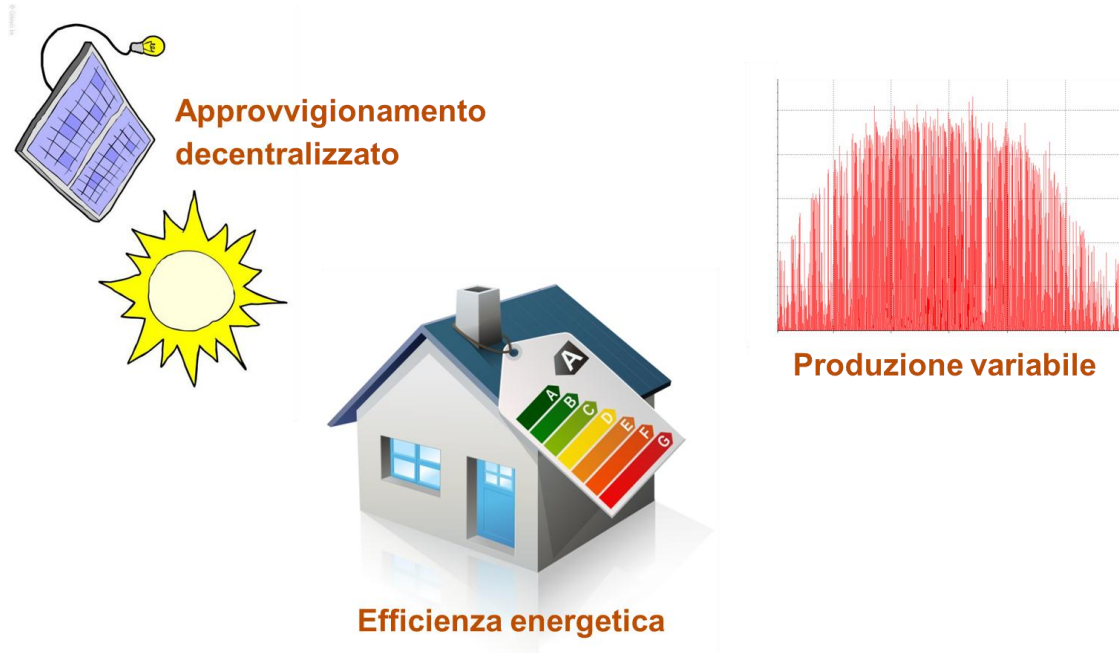 Approvvigionamento
decentralizzato
Produzione variabile
A
A
B
C
D
E
F
G
Efficienza energetica